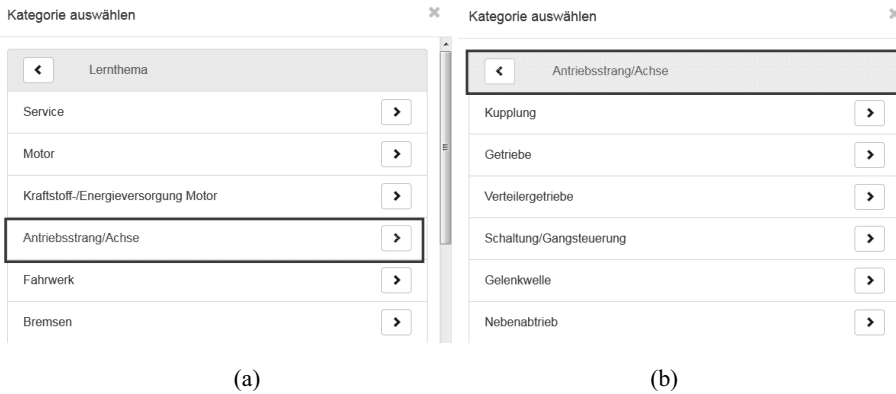 Kategorie auswählen
Lernthema
Service
Motor
Kraftstoff-/Energieversorgung Motor
Antriebsstrang/Achse
Fahrwerk
Bremsen
(a)
Kategorie auswählen
Antriebsstrang/Achse
Kupplung
Getriebe
Verteilergetriebe
Schaltung/Gangsteuerung
Gelenkwelle
Nebenabtrieb
(b)